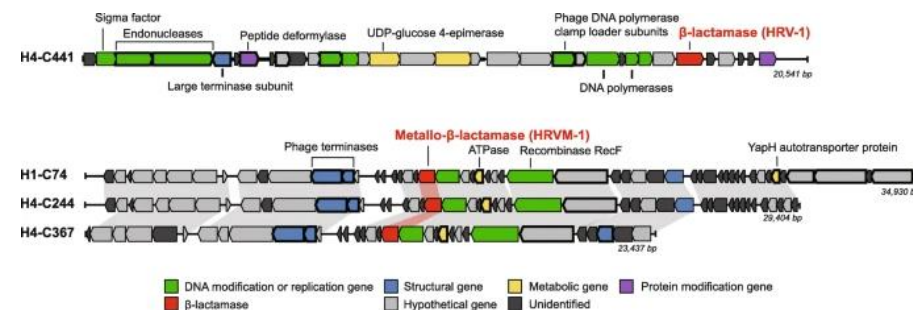 Sigma factor
Endonucleases
Peptide deformylase
UDP-glucose 4-epimerase
Phage DNA polymerase
clamp loader subunits
β-lactamase (HRV-1)
H4-C441
Large terminase subunit
DNA polymerases
20,541 bp
Metallo-β-lactamase (HRVM-1)
Phage terminases
ATPase
Recombinase RecF
YapH autotransporter protein
H1-C74
34,930 b
H4-C244
29,404 bp
H4-C367
23,437 bp
DNA modification or replication gene
Structural gene
Metabolic gene
Protein modification gene
β-lactamase
Hypothetical gene
Unidentified